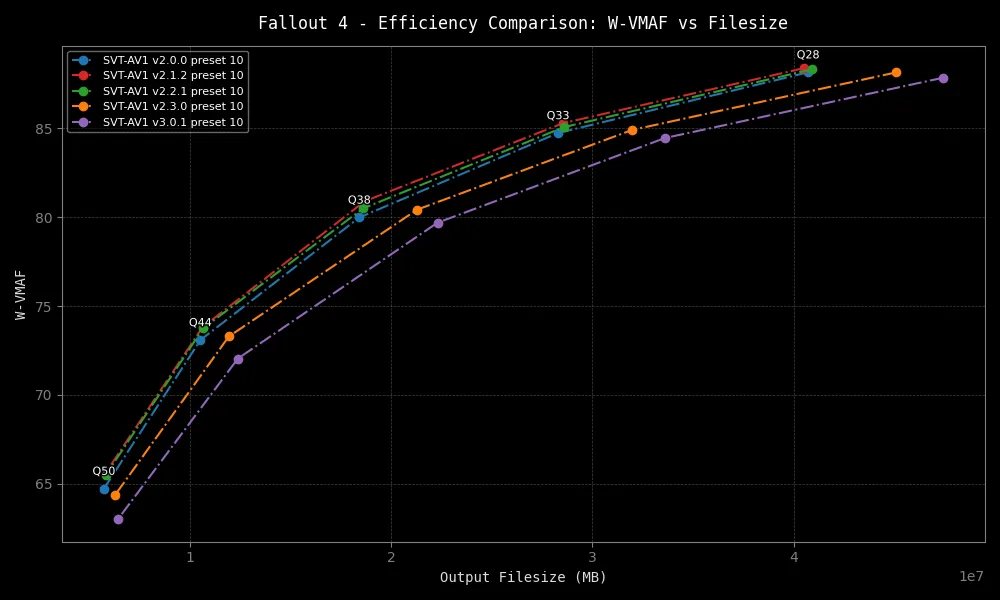 Fallout 4 - Efficiency Comparison: W-VMAF vs Filesize
SVT-AV1 v2.0.0 preset 10
SVT-AV1 v2.1.2 preset 10
SVT-AV1 v2.2.1 preset 10
SVT-AV1 v2.3.0 preset 10
SVT-AV1 v3.0.1 preset 10
Q28
Q33
Q38
Q44
Q50
W-VMAF
85
80
75
70
65
1 2 3 4
1e7
Output Filesize (MB)